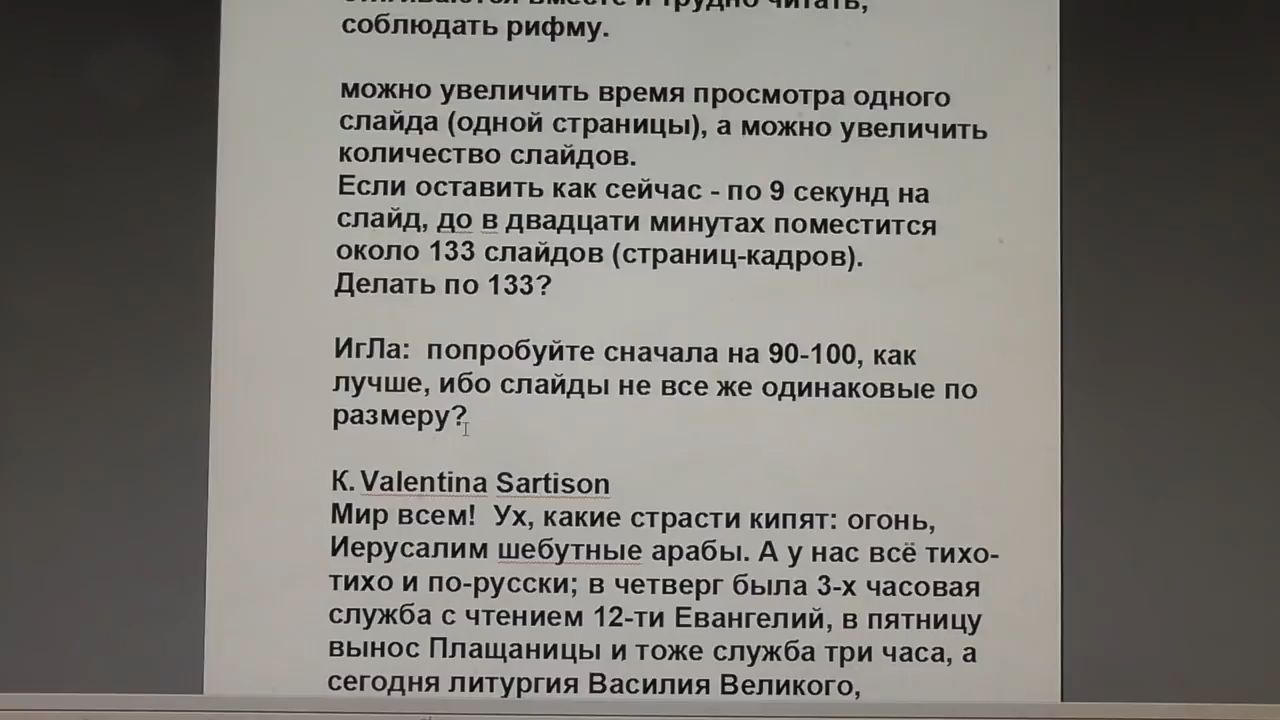 вместе и трудно читать,
соблюдать рифму.
можно увеличить время просмотра одного
слайда (одной страницы), а можно увеличить
количество слайдов.
Если оставить как сейчас - по 9 секунд на
слайд, до в двадцати минутах поместится
около 133 слайдов (страниц-кадров).
Делать по 133?
ИгЛа: попробуйте сначала на 90-100, как
лучше, ибо слайды не все же одинаковые по
размеру?
К. Valentina Sartison
Мир всем! Ух, какие страсти кипят: огонь,
Иерусалим шебутные арабы. А у нас всё тихо-
тихо и по-русски; в четверг была 3-х часовая
служба с чтением 12-ти Евангелий, в пятницу
вынос Плащаницы и тоже служба три часа, а
сегодня литургия Василия Великого,